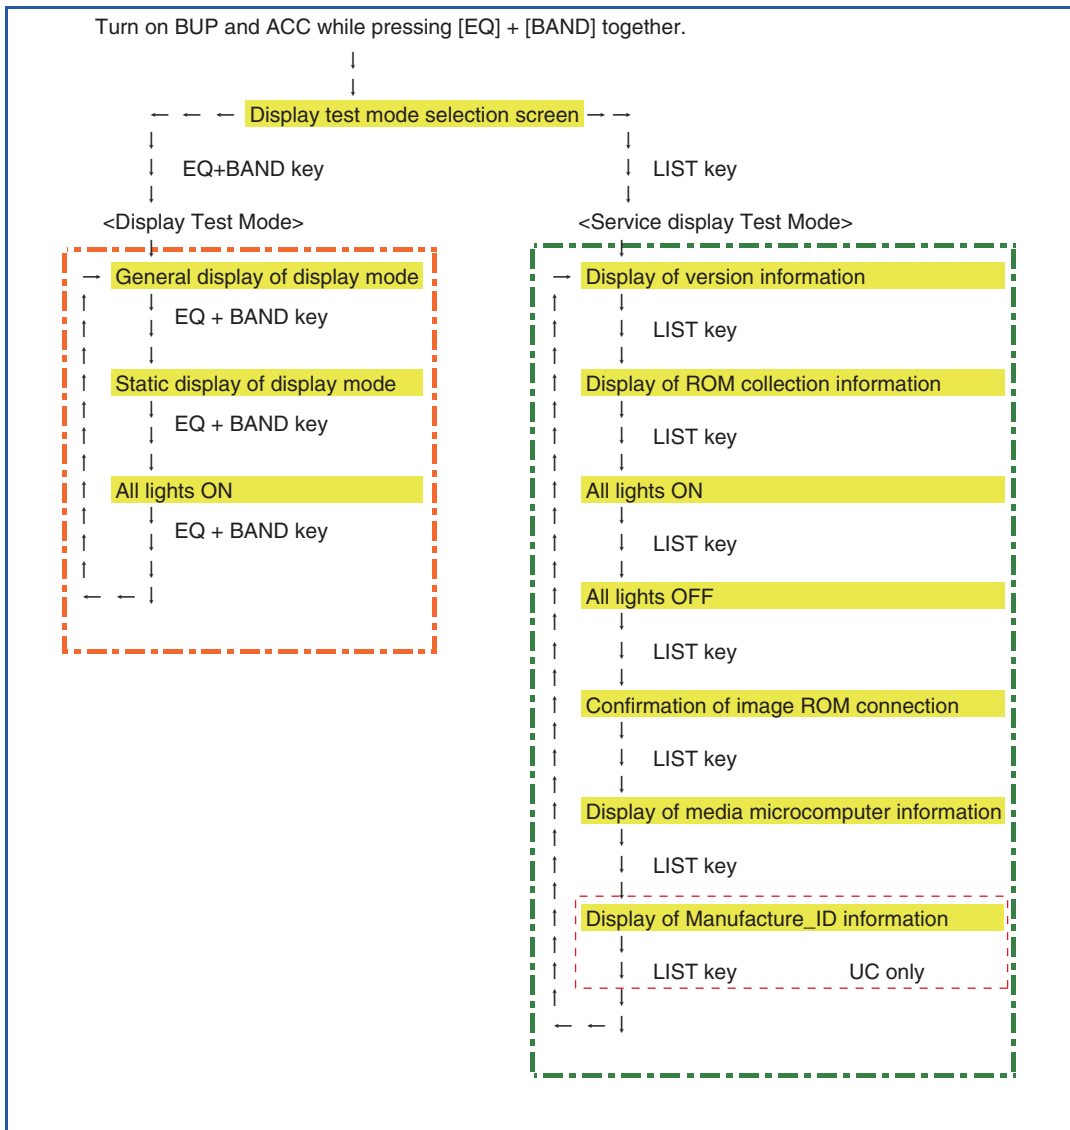 Turn on BUP and ACC while pressing [EQ] + [BAND] together.
Display test mode selection screen
EQ+BAND key
LIST key
<Display Test Mode>
<Service display Test Mode>
General display of display mode
EQ + BAND key
Static display of display mode
EQ + BAND key
All lights ON
EQ + BAND key
Display of version information
LIST key
Display of ROM collection information
LIST key
All lights ON
LIST key
All lights OFF
LIST key
Confirmation of image ROM connection
LIST key
Display of media microcomputer information
LIST key
Display of Manufacture_ID information
LIST key UC only